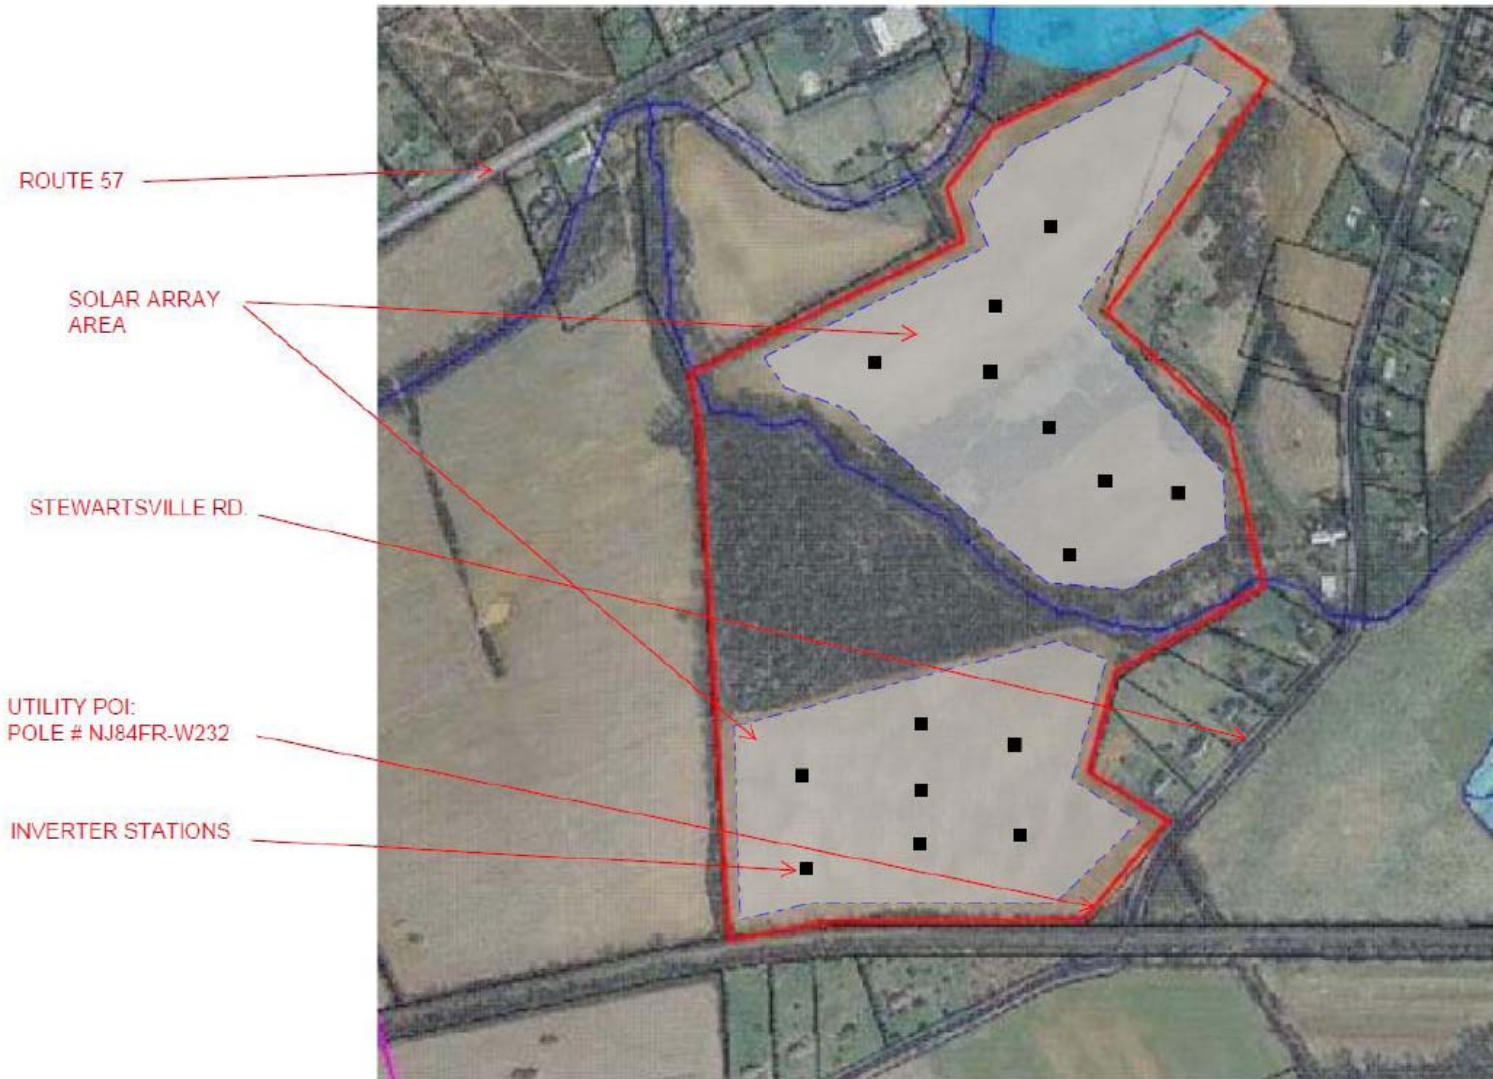 ROUTE 57
SOLAR ARRAY
AREA
STEWARTSVILLE RD.
UTILITY POI:
POLE # NJ84FR-W232
INVERTER STATIONS